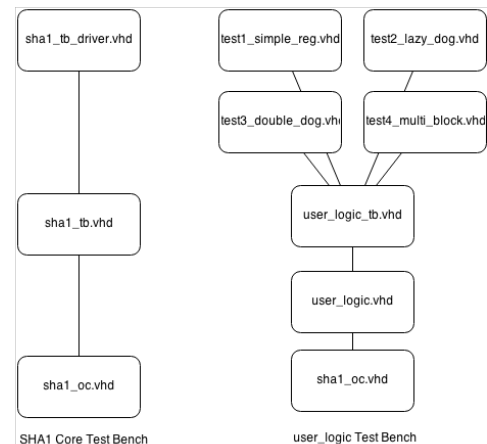 sha1_tb_driver.vhd
test1_simple_reg.vhd
test2_lazy_dog.vhd
test3_double_dog.vh
test4_multi_block.vhd
sha1_tb.vhd
user_logic_tb.vhd
user_logic.vhd
sha1_oc.vhd
sha1_oc.vhd
SHA1 Core Test Bench
user_logic Test Bench